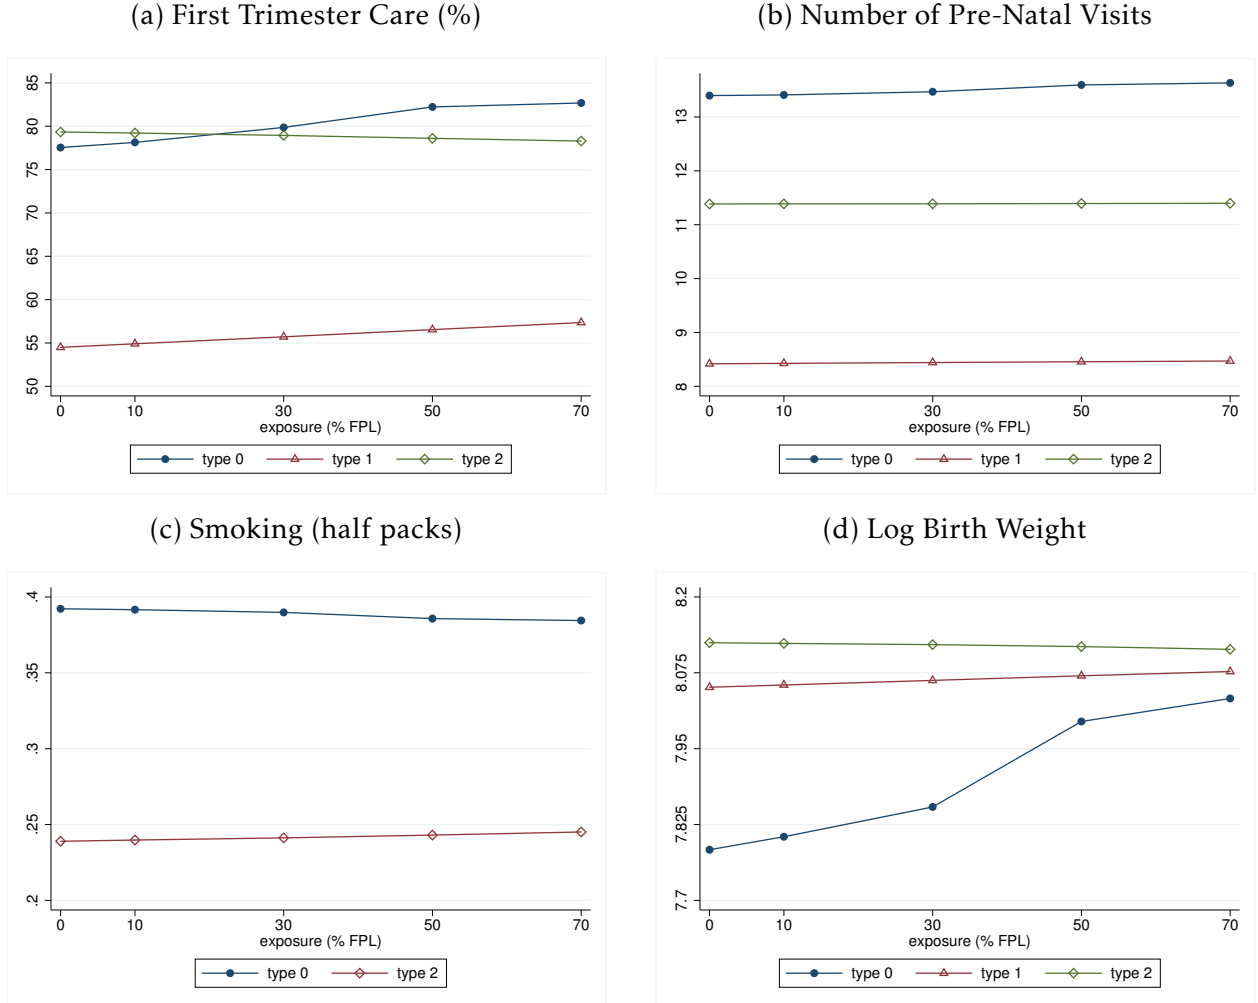 (a) First Trimester Care (%)
85
80
75
70
65
60
55
50
0 10 30 50 70
exposure (% FPL)
type 0 type 1 type 2
(b) Number of Pre-Natal Visits
13
12
11
10
9
8
0 10 30 50 70
exposure (% FPL)
type 0 type 1 type 2
(c) Smoking (half packs)
.4
.35
.3
.25
.2
0 10 30 50 70
exposure (% FPL)
type 0 type 2
(d) Log Birth Weight
8.2
8.075
7.95
7.825
7.7
0 10 30 50 70
exposure (% FPL)
type 0 type 1 type 2